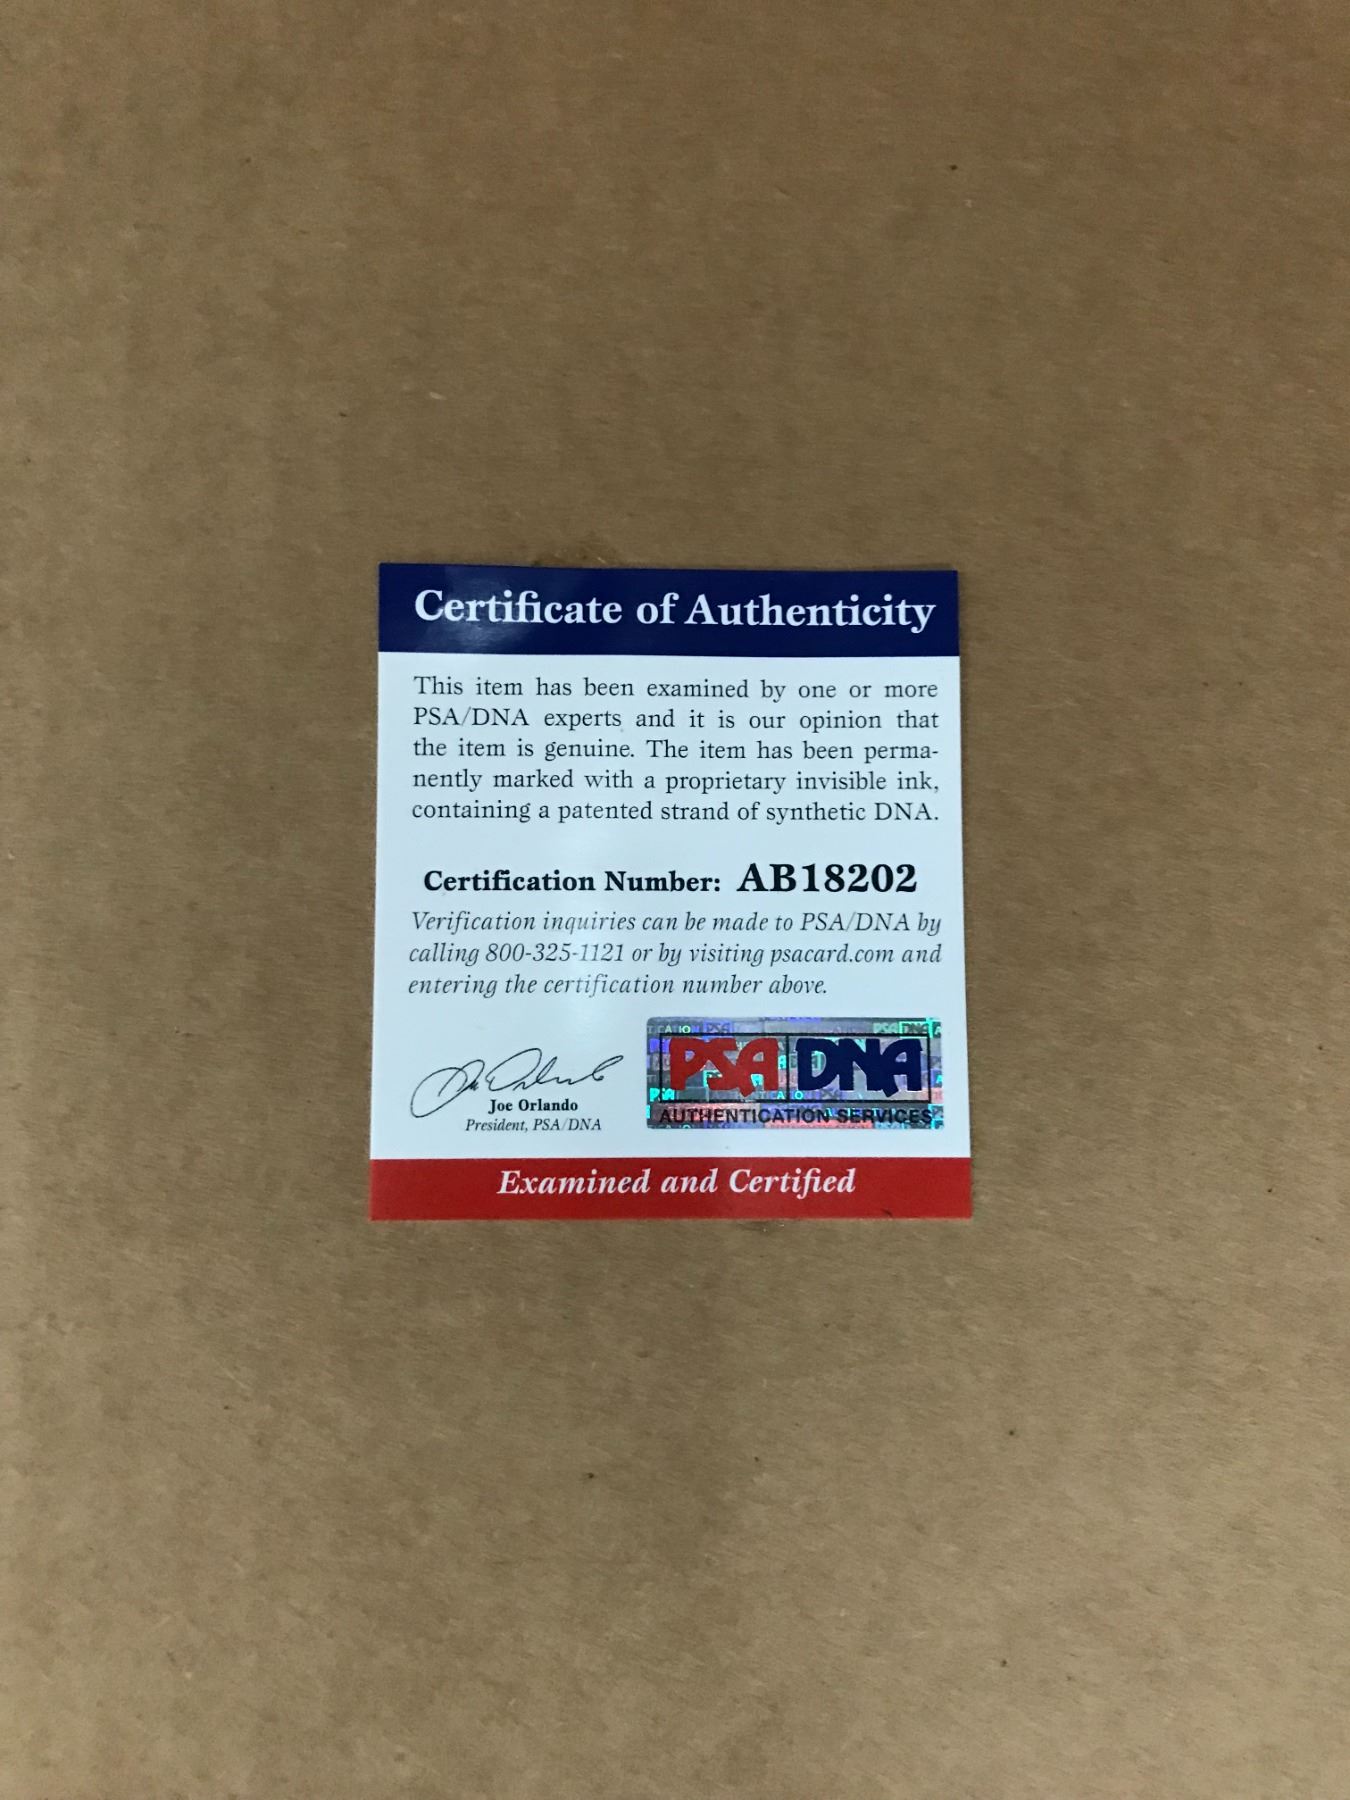 Certificate of Authenticity
This item has been examined by one or more
PSA/DNA experts and it is our opinion that
the item is genuine. The item has been perma-
nently marked with a proprietary invisible ink,
containing a patented strand of synthetic DNA.
Certification Number: AB18202
Verification inquiries can be made to PSA/DNA by
calling 800-325-1121 or by visiting psacard.com and
entering the certification number above.
Joe Orlando
President, PSA/DNA
PSA DNA
AUTHENTICATION SERVICES
Examined and Certified